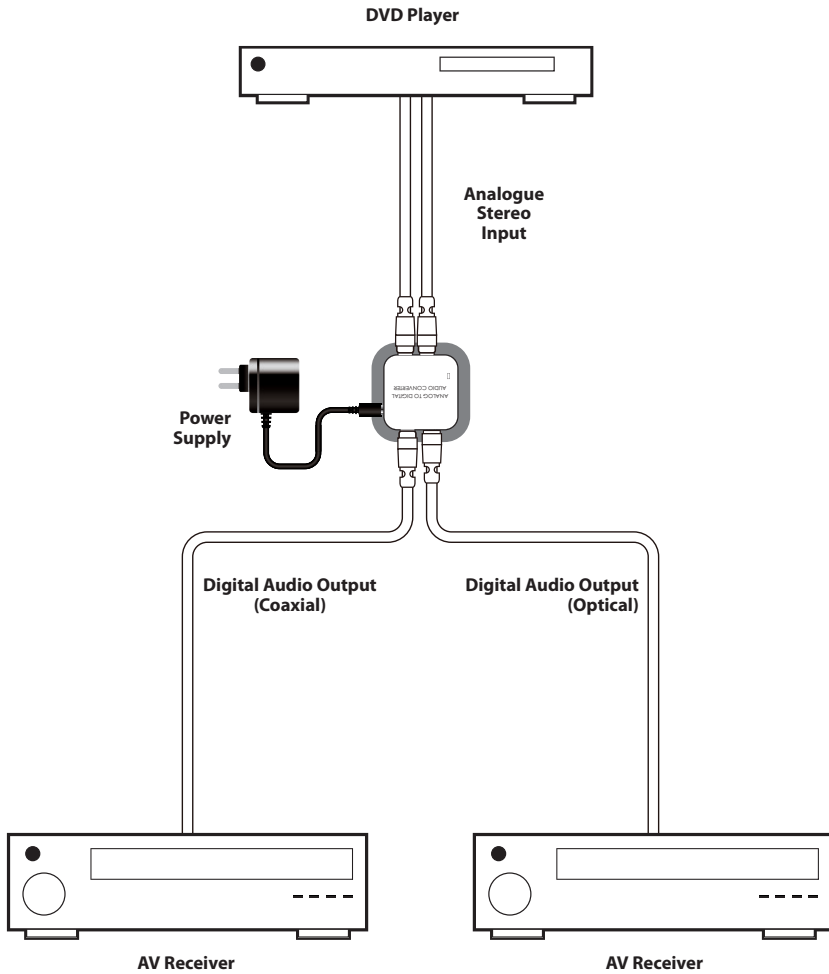 DVD Player
Analogue
Stereo
Input
ANALOG TO DIGITAL
AUDIO CONVERTER
Power
Supply
Digital Audio Output
(Coaxial)
Digital Audio Output
(Optical)
AV Receiver
AV Receiver